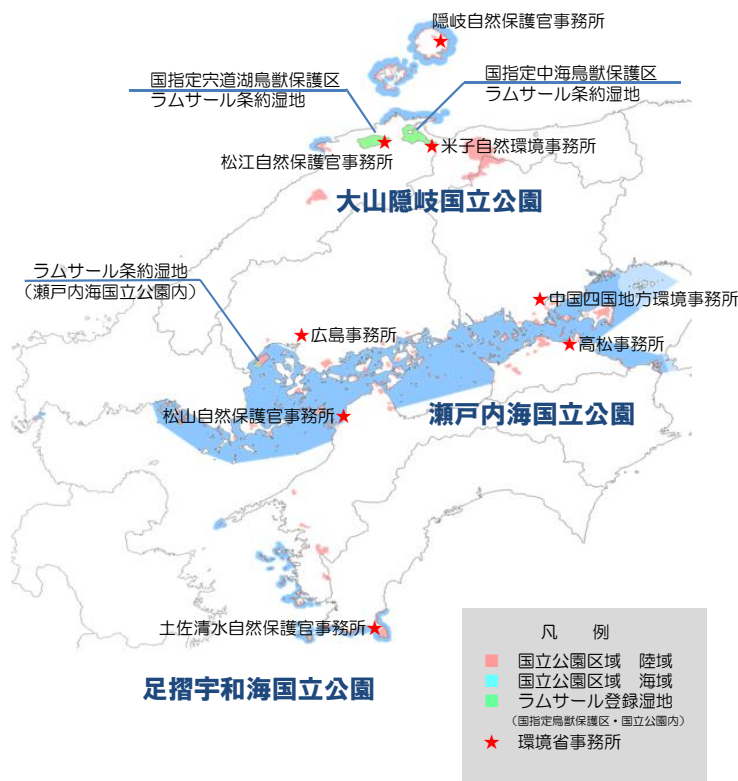 隠岐自然保護官事務所
国指定宍道湖鳥獣保護区
ラムサール条約湿地
国指定中海鳥獣保護区
ラムサール条約湿地
松江自然保護官事務所
米子自然環境事務所
大山隠岐国立公園
ラムサール条約湿地
(瀬戸内海国立公園内)
中国四国地方環境事務所
広島事務所
高松事務所
松山自然保護官事務所
瀬戸内海国立公園
土佐清水自然保護官事務所
足摺宇和海国立公園
凡 例
国立公園区域 陸域
国立公園区域 海域
ラムサール登録湿地
(国指定鳥獣保護区・国立公園内)
環境省事務所